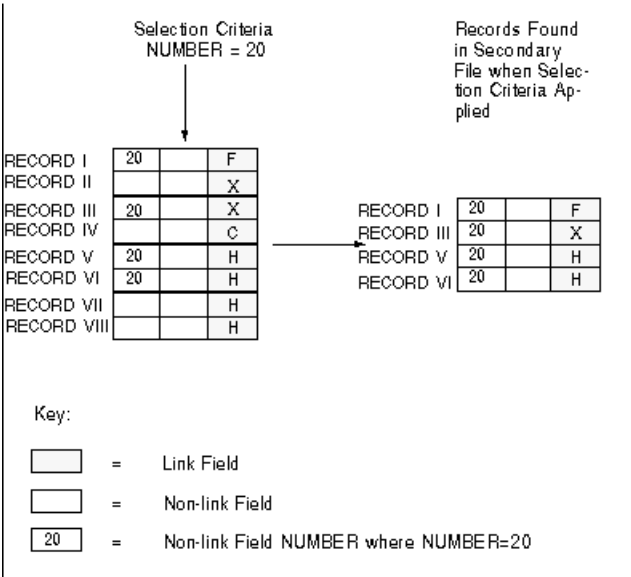 Selection Criteria
NUMBER = 20
Records Found
in Secondary
File when Selec-
tion Criteria Ap-
plied
RECORD I 20 F
RECORD II X
RECORD III 20 X
RECORD IV C
RECORD V 20 H
RECORD VI 20 H
RECORD VII H
RECORD VIII H
RECORD I 20 F
RECORD III 20 X
RECORD V 20 H
RECORD VI 20 H
Key:
= Link Field
= Non-link Field
20 = Non-link Field NUMBER where NUMBER=20